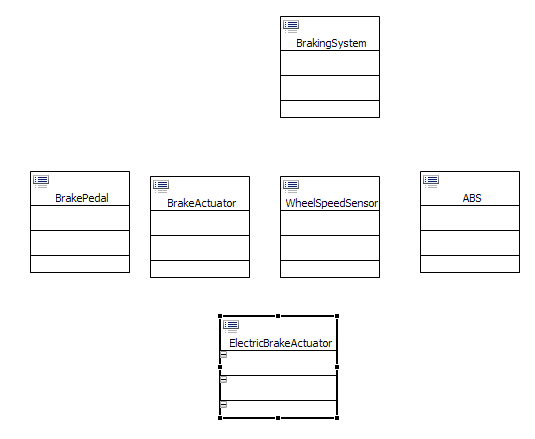 BrakingSystem
BrakePedal
BrakeActuator
WheelSpeedSensor
ABS
ElectricBrakeActuator